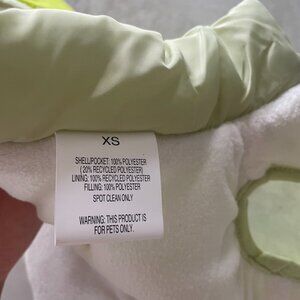 XS
SHELL/POCKET: 100% POLYESTER
(20% RECYCLED POLYESTER)
LINING: 100% POLYESTER
FILLING: 100% POLYESTER
SPOT CLEAN ONLY
WARNING: THIS PRODUCT IS
FOR PETS ONLY.